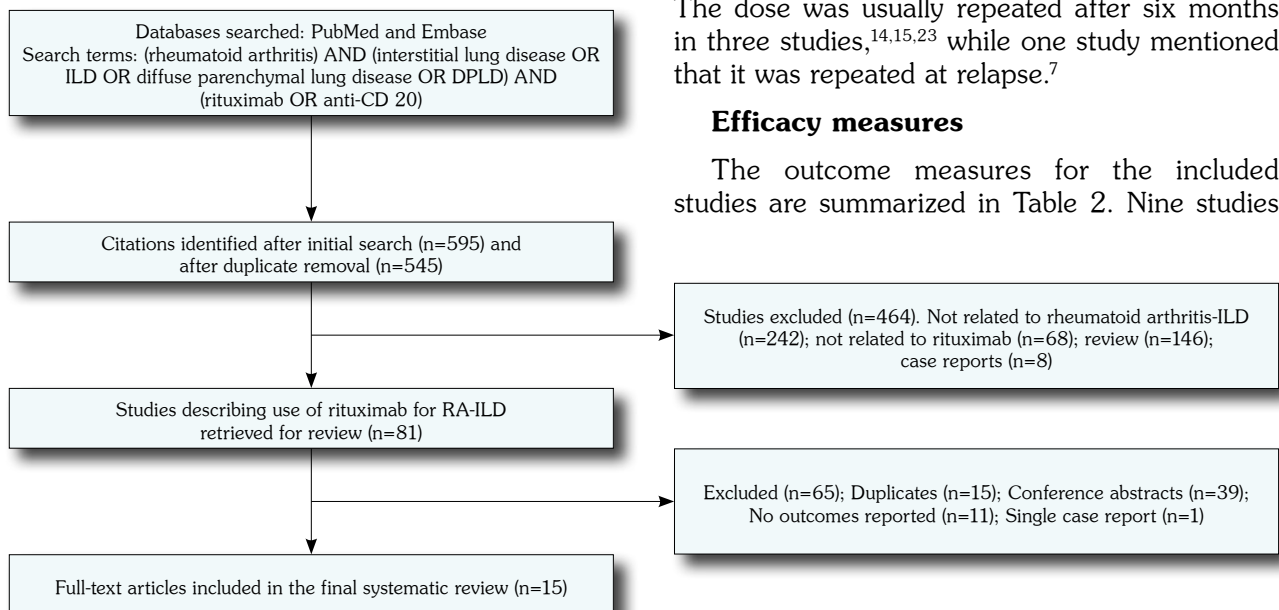 Databases searched: PubMed and Embase
Search terms: (rheumatoid arthritis) AND (interstitial lung disease OR
ILD OR diffuse parenchymal lung disease OR DPLD) AND
(rituximab OR anti-CD 20)
Citations identified after initial search (n=595) and
after duplicate removal (n=545)
Studies excluded (n=464). Not related to rheumatoid arthritis-ILD
(n=242); not related to rituximab (n=68); review (n=146);
case reports (n=8)
Studies describing use of rituximab for RA-ILD
retrieved for review (n=81)
Excluded (n=65); Duplicates (n=15); Conference abstracts (n=39);
No outcomes reported (n=11); Single case report (n=1)
Full-text articles included in the final systematic review (n=15)
The dose was usually repeated after six months
in three studies,14,15,23 while one study mentioned
that it was repeated at relapse.7
Efficacy measures
The outcome measures for the included
studies are summarized in Table 2. Nine studies